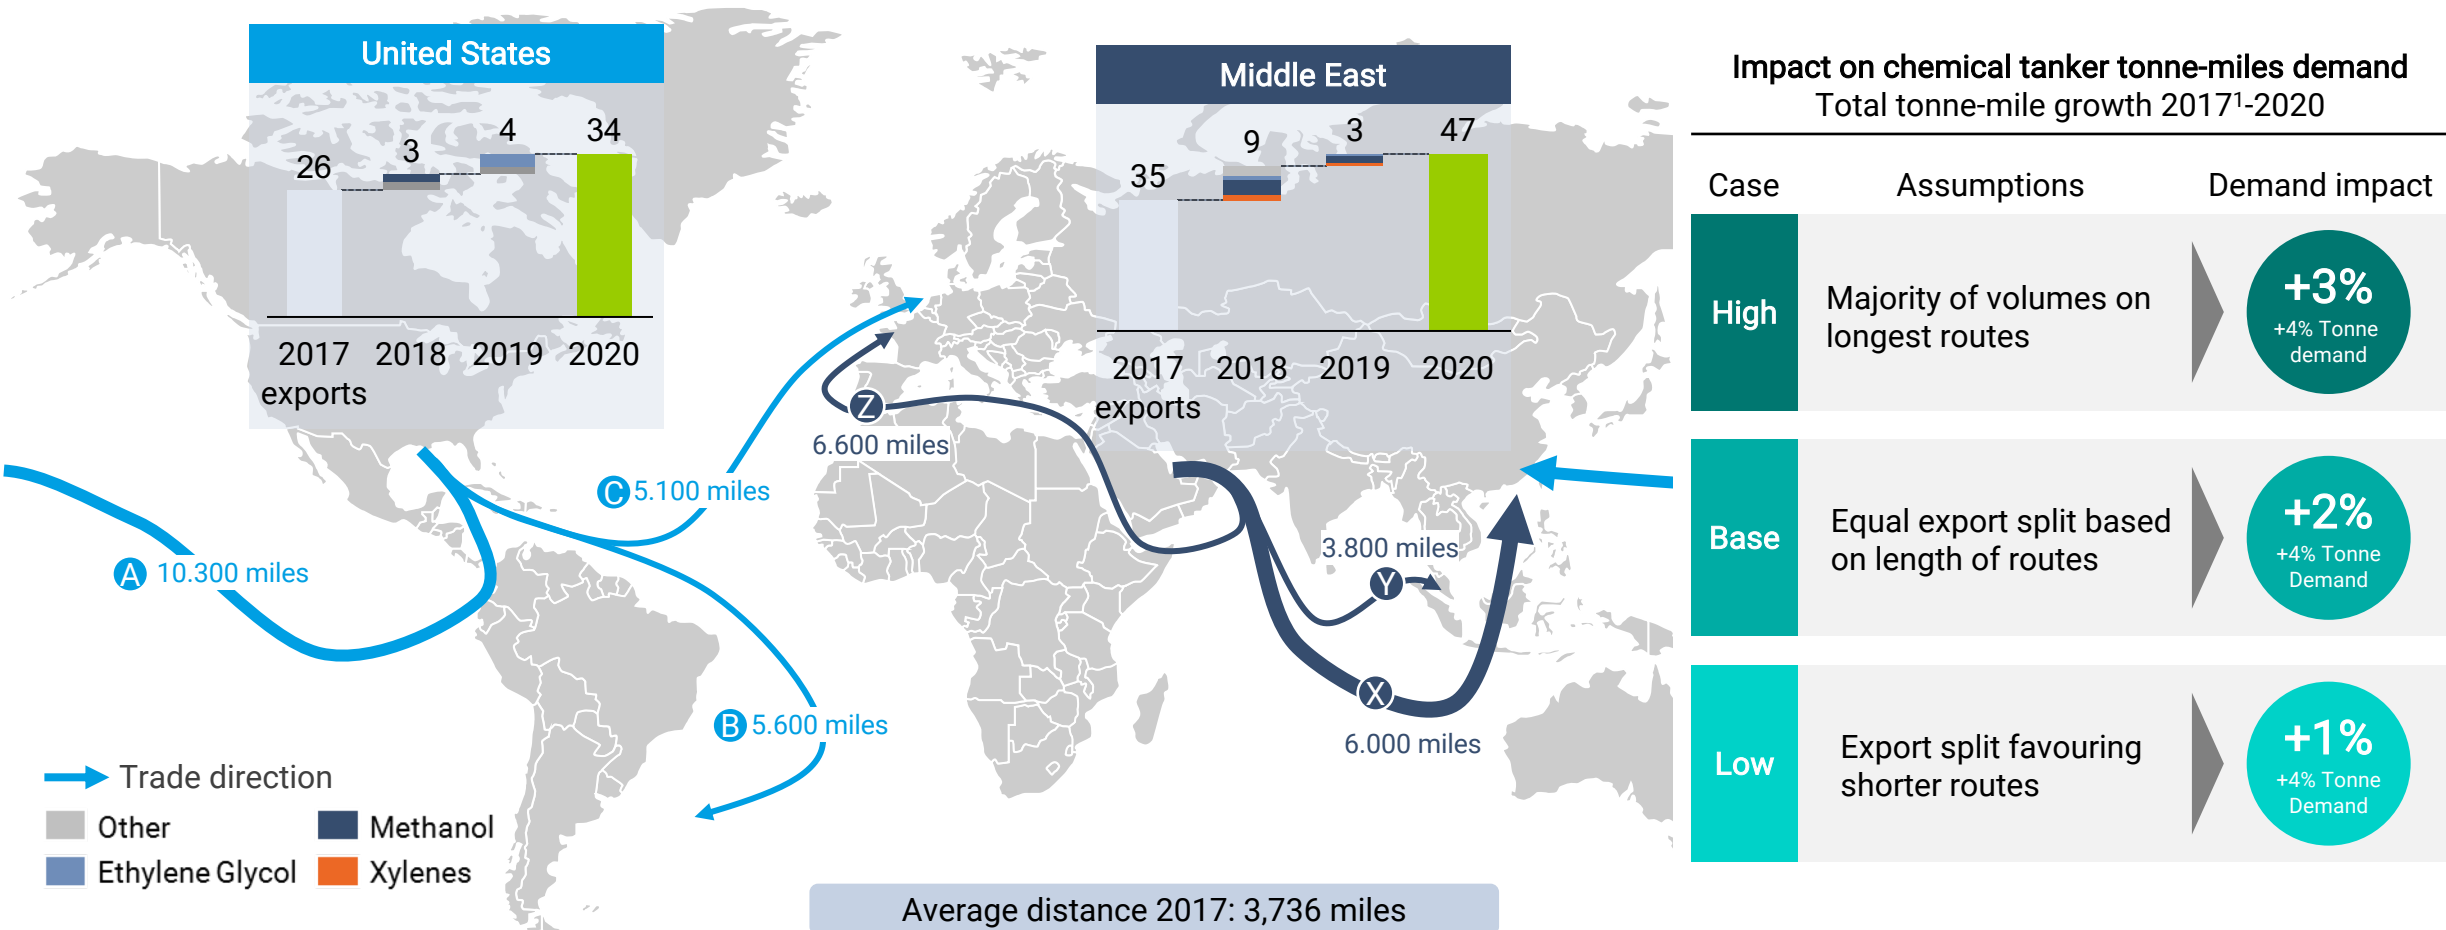 United States
26
3
4
34
2017
2018
2019
2020
exports
Middle East
35
9
3
47
2017
2018
2019
2020
exports
A 10.300 miles
B 5.600 miles
C 5.100 miles
Z
6.600 miles
3.800 miles
Y
X
6.000 miles
Trade direction
Other
Methanol
Ethylene Glycol
Xylenes
Average distance 2017: 3,736 miles
Impact on chemical tanker tonne-miles demand
Total tonne-mile growth 2017¹-2020
Case
Assumptions
Demand impact
High
Majority of volumes on
longest routes
+3%
+4% Tonne
demand
Base
Equal export split based
on length of routes
+2%
+4% Tonne
Demand
Low
Export split favouring
shorter routes
+1%
+4% Tonne
Demand